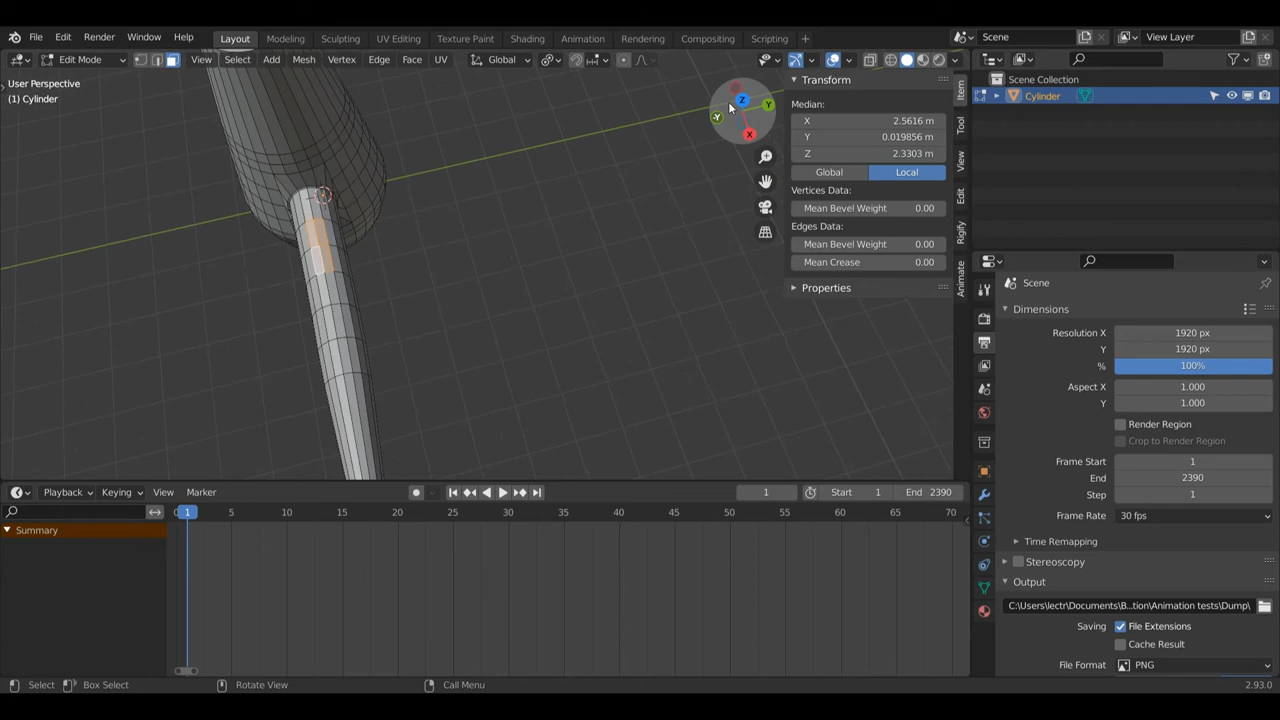 File Edit Render Window Help Layout Modeling Sculpting UV Editing Texture Paint Shading Animation Rendering Compositing Scripting + Scene View Layer
Edit Mode View Select Add Mesh Vertex Edge Face UV Global
User Perspective
(1) Cylinder
Z Y -Y X
Transform
Median:
X 2.5616 m
Y 0.019856 m
Z 2.3303 m
Global Local
Vertices Data:
Mean Bevel Weight 0.00
Edges Data:
Mean Bevel Weight 0.00
Mean Crease 0.00
Properties
Item
Tool
View
Edit
Rigify
Animate
Scene Collection
Cylinder
Scene
Dimensions
Resolution X 1920 px
Y 1920 px
% 100%
Aspect X 1.000
Y 1.000
Render Region
Crop to Render Region
Frame Start 1
End 2390
Step 1
Frame Rate 30 fps
Time Remapping
Stereoscopy
Output
C:\Users\lectr\Documents\B...tion\Animation tests\Dump\
Saving File Extensions
Cache Result
File Format PNG
Playback Keying View Marker 1 Start 1 End 2390
0 1 5 10 15 20 25 30 35 40 45 50 55 60 65 70
Summary
Select Box Select Rotate View Call Menu 2.93.0